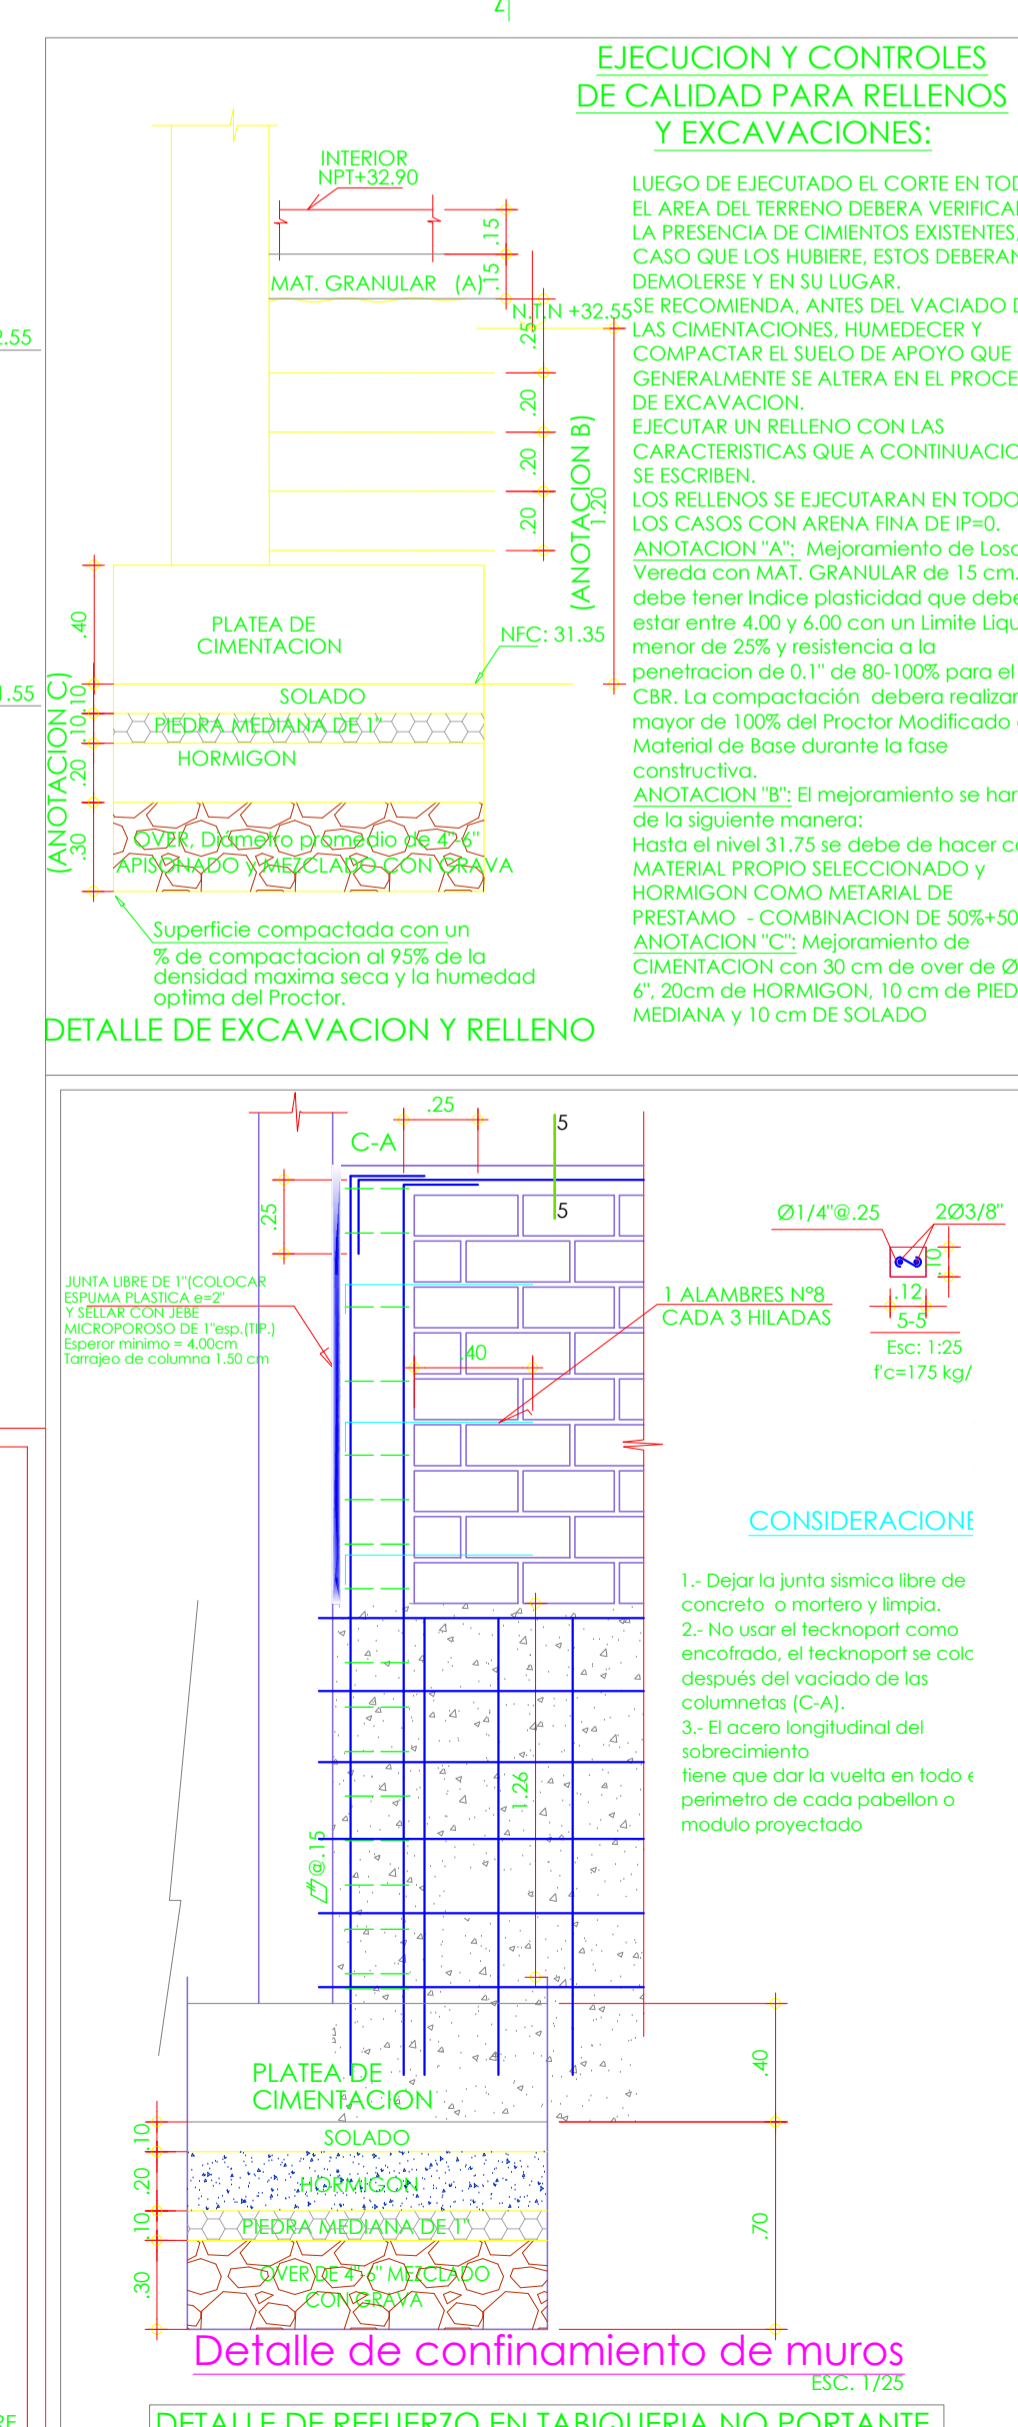 EJECUCION Y CONTROLES
DE CALIDAD PARA RELLENOS
Y EXCAVACIONES:
INTERIOR
NPT+32.90
.15
.15
MAT. GRANULAR (A)
N.T.N +32.55
.25
.20
.20
.20
(ANOTACION B)
1.20
2.55
.55
LUEGO DE EJECUTADO EL CORTE EN
EL AREA DEL TERRENO DEBERA
LA PRESENCIA DE CIMIENTOS EXISTENTES,
CASO QUE LOS HUBIERE, ESTOS DEBERAN
DEMOLERSE Y EN SU LUGAR.
SE RECOMIENDA, ANTES DEL VACIADO
LAS CIMENTACIONES, HUMEDECER Y
COMPACTAR EL SUELO DE APOYO QUE
GENERALMENTE SE ALTERA EN EL
DE EXCAVACION.
EJECUTAR UN RELLENO CON LAS
CARACTERISTICAS QUE A
SE ESCRIBEN.
LOS RELLENOS SE EJECUTARAN EN TODO
LOS CASOS CON ARENA FINA DE IP=0.
ANOTACION "A": Mejoramiento de
Vereda con MAT. GRANULAR de 15 cm.
debe tener Indice plasticidad que debe
estar entre 4.00 y 6.00 con un Limite
menor de 25% y resistencia a la
penetracion de 0.1" de 80-100% para el
CBR. La compactación debera
mayor de 100% del Proctor Modificado
Material de Base durante la fase
constructiva.
ANOTACION "B": El mejoramiento se
de la siguiente manera:
Hasta el nivel 31.75 se debe de hacer
MATERIAL PROPIO SELECCIONADO y
HORMIGON COMO METARIAL DE
PRESTAMO - COMBINACION DE 50%+50
ANOTACION "C": Mejoramiento de
CIMENTACION con 30 cm de over de Ø
6", 20cm de HORMIGON, 10 cm de
MEDIANA y 10 cm DE SOLADO
.40
PLATEA DE
CIMENTACION
NFC: 31.35
(ANOTACION C)
.10
SOLADO
.10
PIEDRA MEDIANA DE 1"
.20
HORMIGON
.30
OVER, Diámetro promedio de 4"-6"
APISONADO y MEZCLADO CON GRAVA
Superficie compactada con un
% de compactacion al 95% de la
densidad maxima seca y la humedad
optima del Proctor.
DETALLE DE EXCAVACION Y RELLENO
.25
C-A
5
5
.25
JUNTA LIBRE DE 1"(COLOCAR
ESPUMA PLASTICA e=2"
Y SELLAR CON JEBE
MICROPOROSO DE 1"esp.(TIP.)
Esperor minimo = 4.00cm
Tarrajeo de columna 1.50 cm
1 ALAMBRES N°8
CADA 3 HILADAS
.40
Ø1/4"@.25
2Ø3/8"
.10
.12
5-5
Esc: 1:25
f'c=175 kg/
CONSIDERACIONE
1.- Dejar la junta sismica libre de
concreto o mortero y limpia.
2.- No usar el tecknoport como
encofrado, el tecknoport se
después del vaciado de las
columnetas (C-A).
3.- El acero longitudinal del
sobrecimiento
tiene que dar la vuelta en todo
perimetro de cada pabellon o
modulo proyectado
1.26
@.15
PLATEA DE
CIMENTACION
.40
.10
SOLADO
.20
HORMIGON
.10
PIEDRA MEDIANA DE 1"
.70
.30
OVER DE 4"-6" MEZCLADO
CON GRAVA
Detalle de confinamiento de muros
ESC. 1/25
RE
DETALLE DE REFUERZO EN TABIQUERIA NO PORTANTE